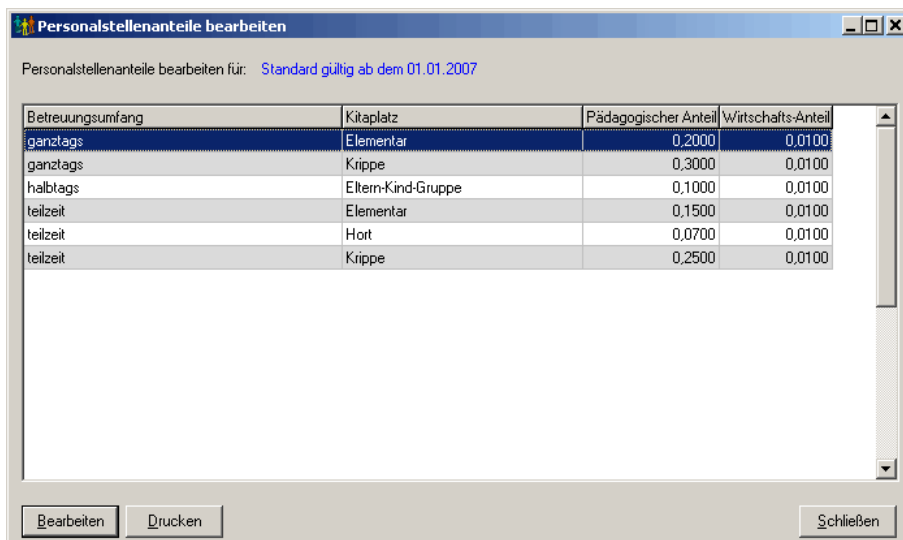 Personalstellenanteile bearbeiten
Personalstellenanteile bearbeiten für: Standard gültig ab dem 01.01.2007
Betreuungsumfang Kitaplatz Pädagogischer Anteil Wirtschafts-Anteil
ganztags Elementar 0,2000 0,0100
ganztags Krippe 0,3000 0,0100
halbtags Eltern-Kind-Gruppe 0,1000 0,0100
teilzeit Elementar 0,1500 0,0100
teilzeit Hort 0,0700 0,0100
teilzeit Krippe 0,2500 0,0100
Bearbeiten Drucken Schließen